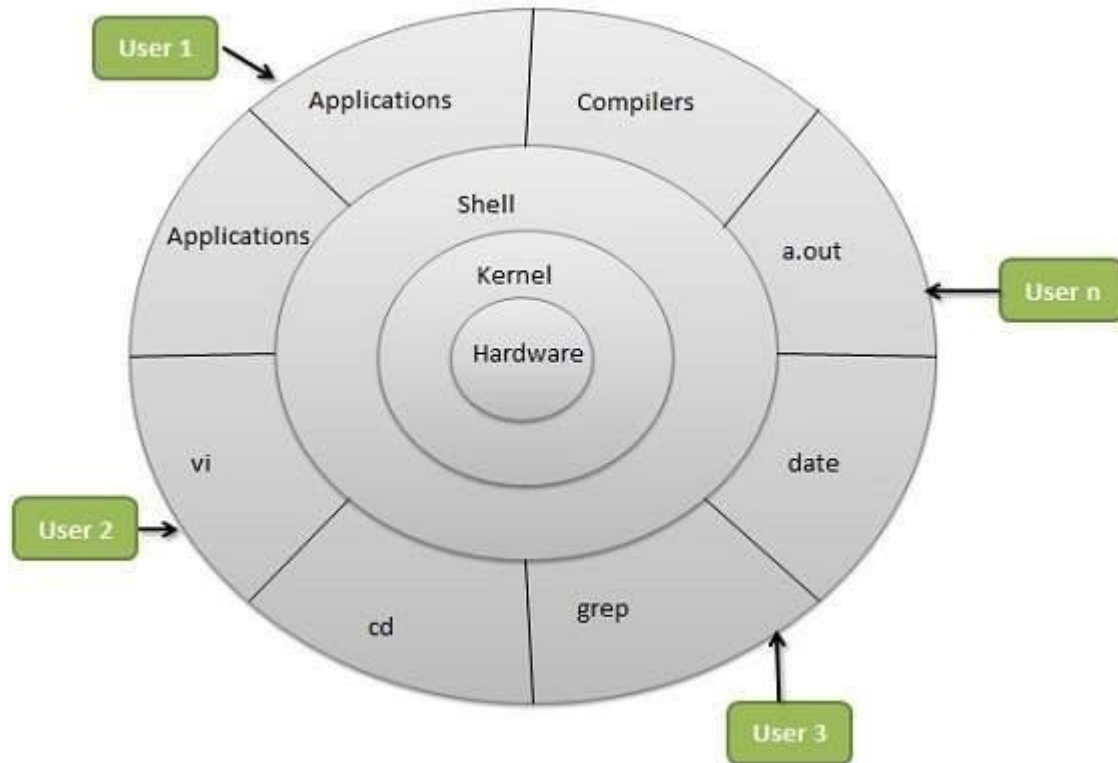 User 1
Applications
Compilers
Shell
Applications
a.out
Kernel
User n
Hardware
vi
date
User 2
cd
grep
User 3